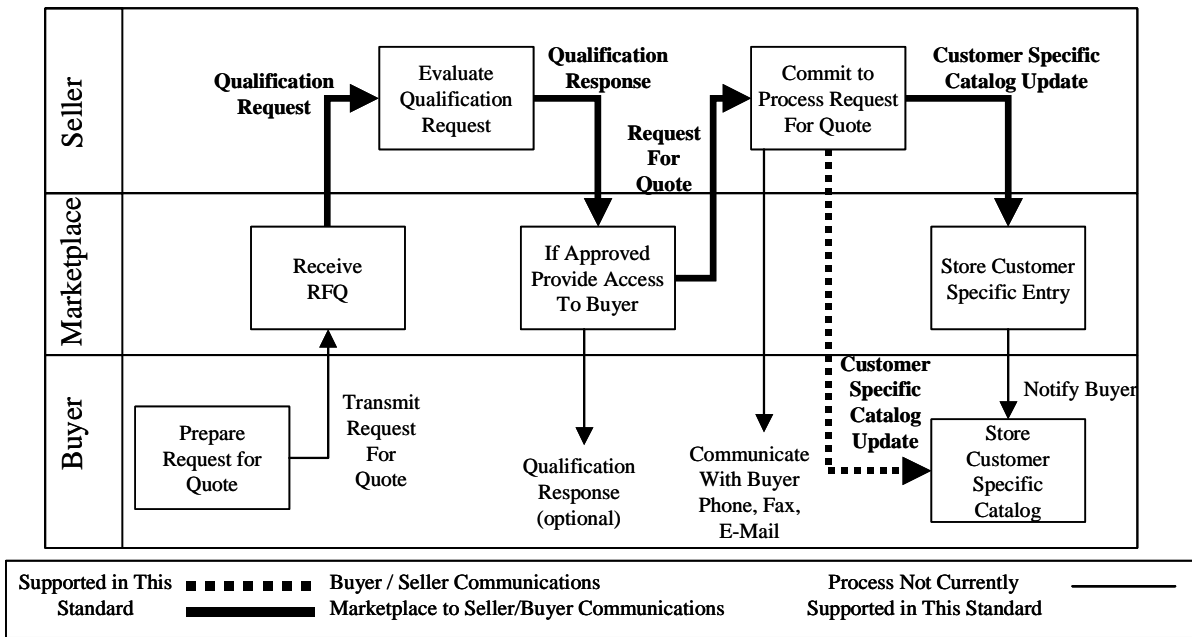 Seller
Qualification
Request
Evaluate
Qualification
Request
Qualification
Response
Request
For
Quote
Commit to
Process Request
For Quote
Customer Specific
Catalog Update
Marketplace
Receive
RFQ
If Approved
Provide Access
To Buyer
Store Customer
Specific Entry
Buyer
Prepare
Request for
Quote
Transmit
Request
For
Quote
Qualification
Response
(optional)
Communicate
With Buyer
Phone, Fax,
E-Mail
Customer
Specific
Catalog
Update
Notify Buyer
Store
Customer
Specific
Catalog
Supported in This
Standard
Buyer / Seller Communications
Marketplace to Seller/Buyer Communications
Process Not Currently
Supported in This Standard